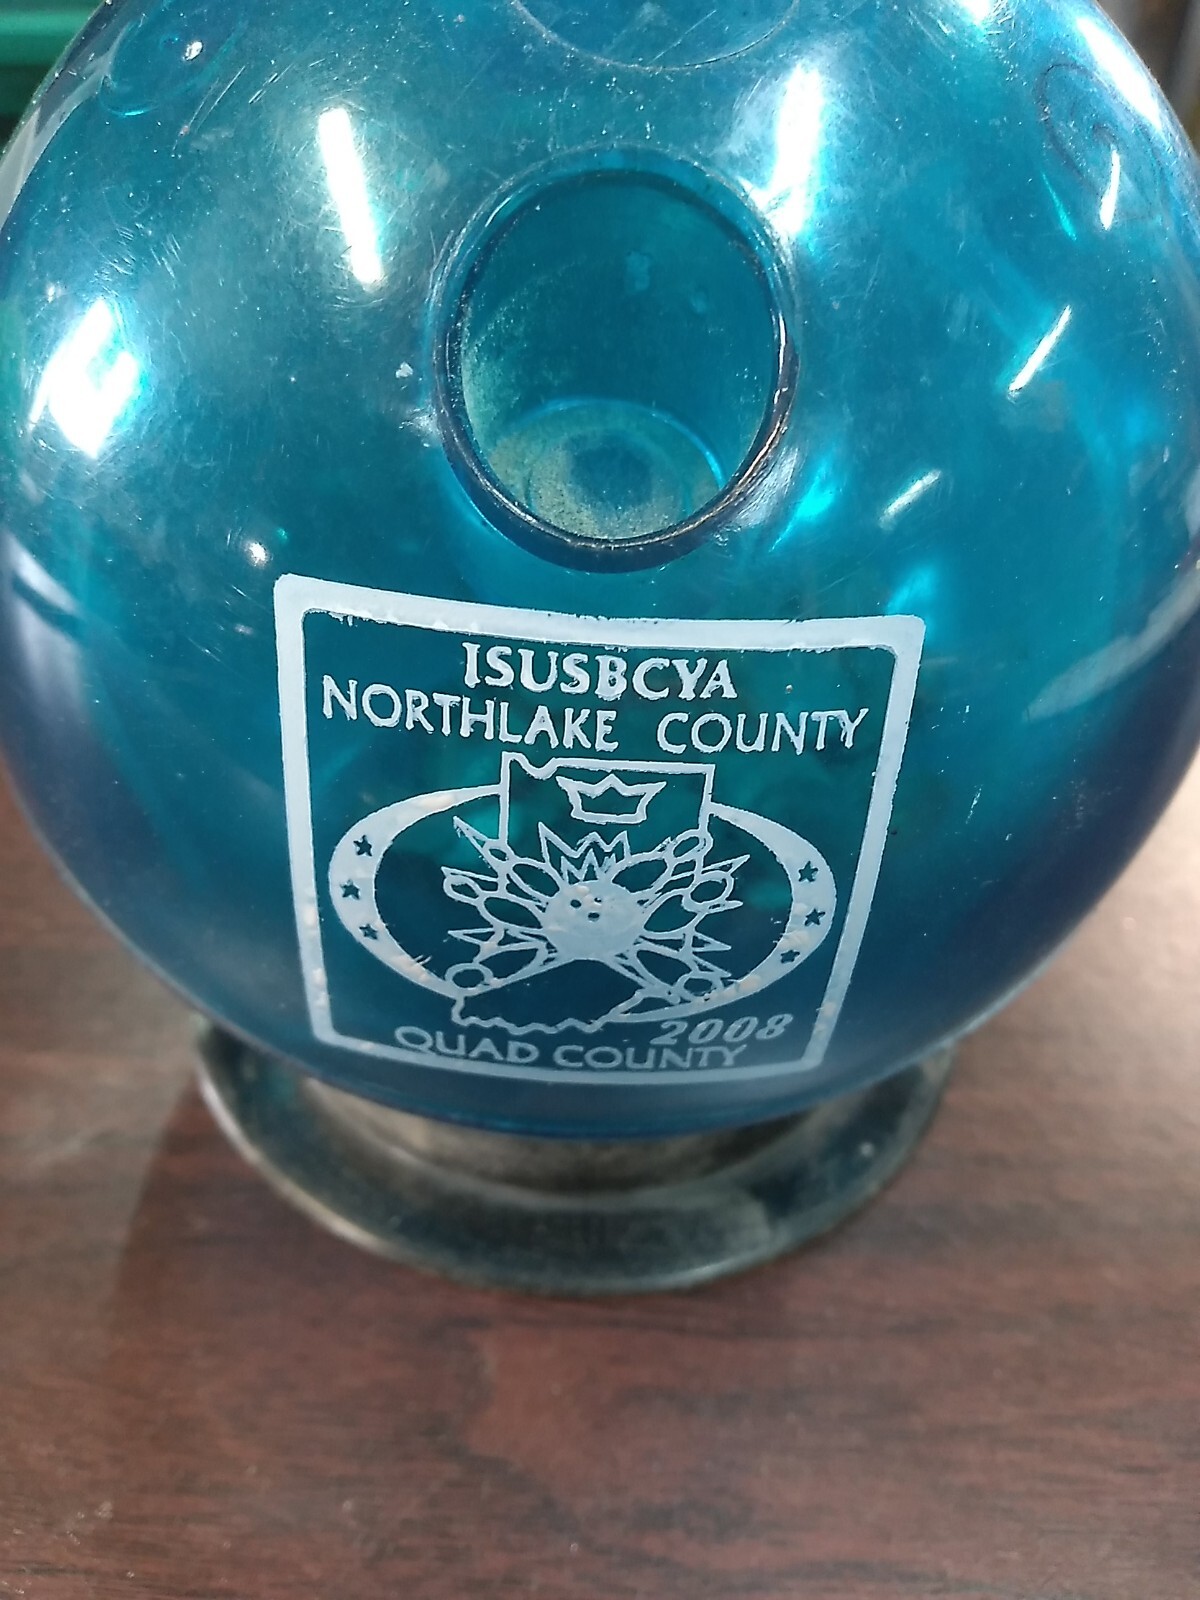 ISUSBCYA
NORTHLAKE COUNTY
2008
QUAD COUNTY